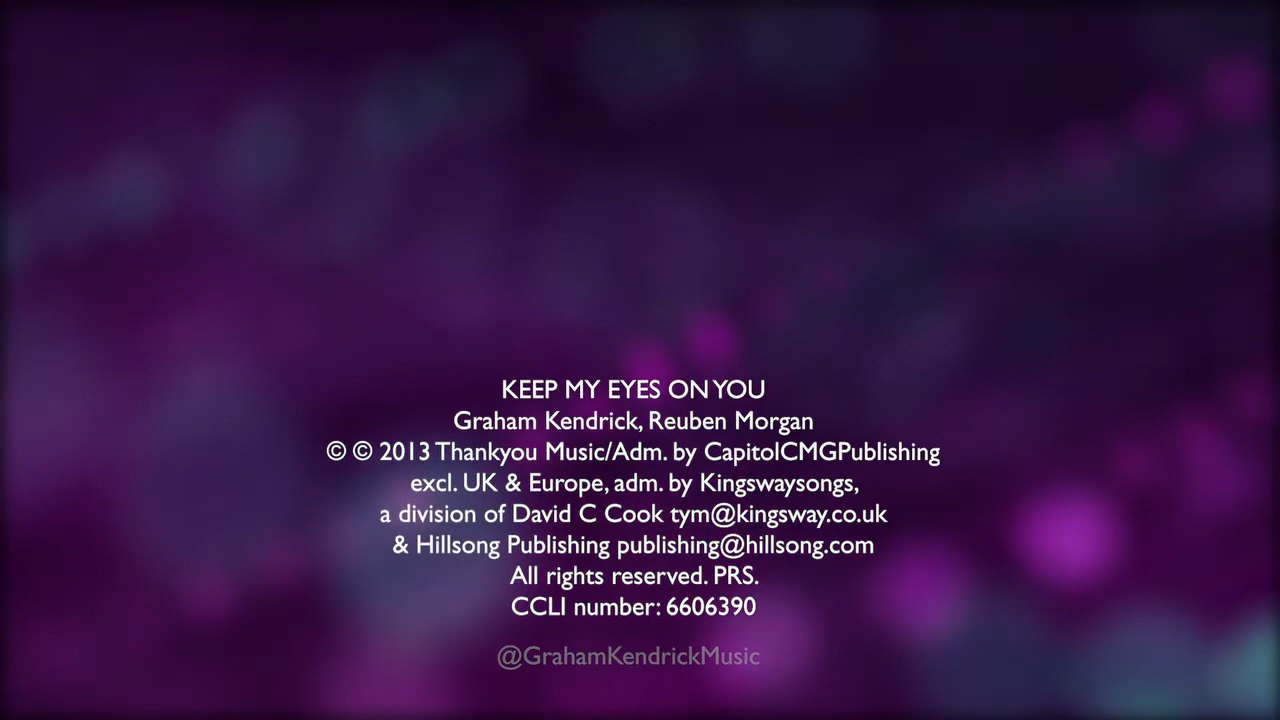 KEEP MY EYES ON YOU
Graham Kendrick, Reuben Morgan
© © 2013 Thankyou Music/Adm. by CapitolCMGPublishing
excl. UK & Europe, adm. by Kingswaysongs,
a division of David C Cook tym@kingsway.co.uk
& Hillsong Publishing publishing@hillsong.com
All rights reserved. PRS.
CCLI number: 6606390
@GrahamKendrickMusic